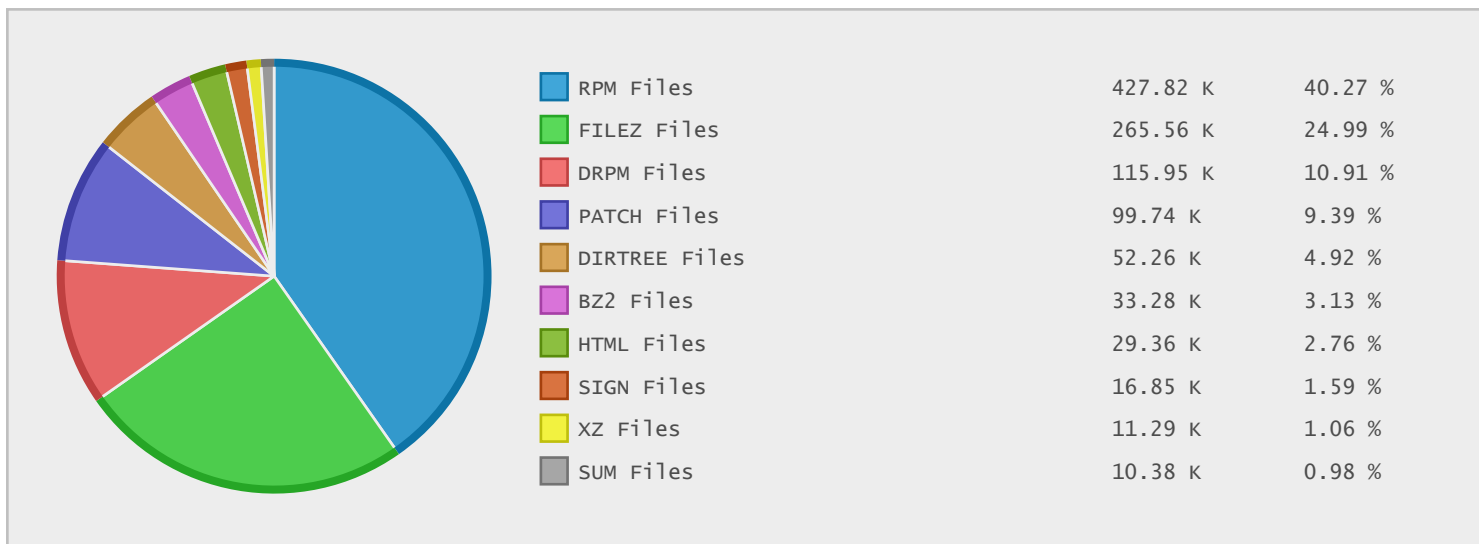 RPM Files 427.82 K 40.27 %
FILEZ Files 265.56 K 24.99 %
DRPM Files 115.95 K 10.91 %
PATCH Files 99.74 K 9.39 %
DIRTREE Files 52.26 K 4.92 %
BZ2 Files 33.28 K 3.13 %
HTML Files 29.36 K 2.76 %
SIGN Files 16.85 K 1.59 %
XZ Files 11.29 K 1.06 %
SUM Files 10.38 K 0.98 %